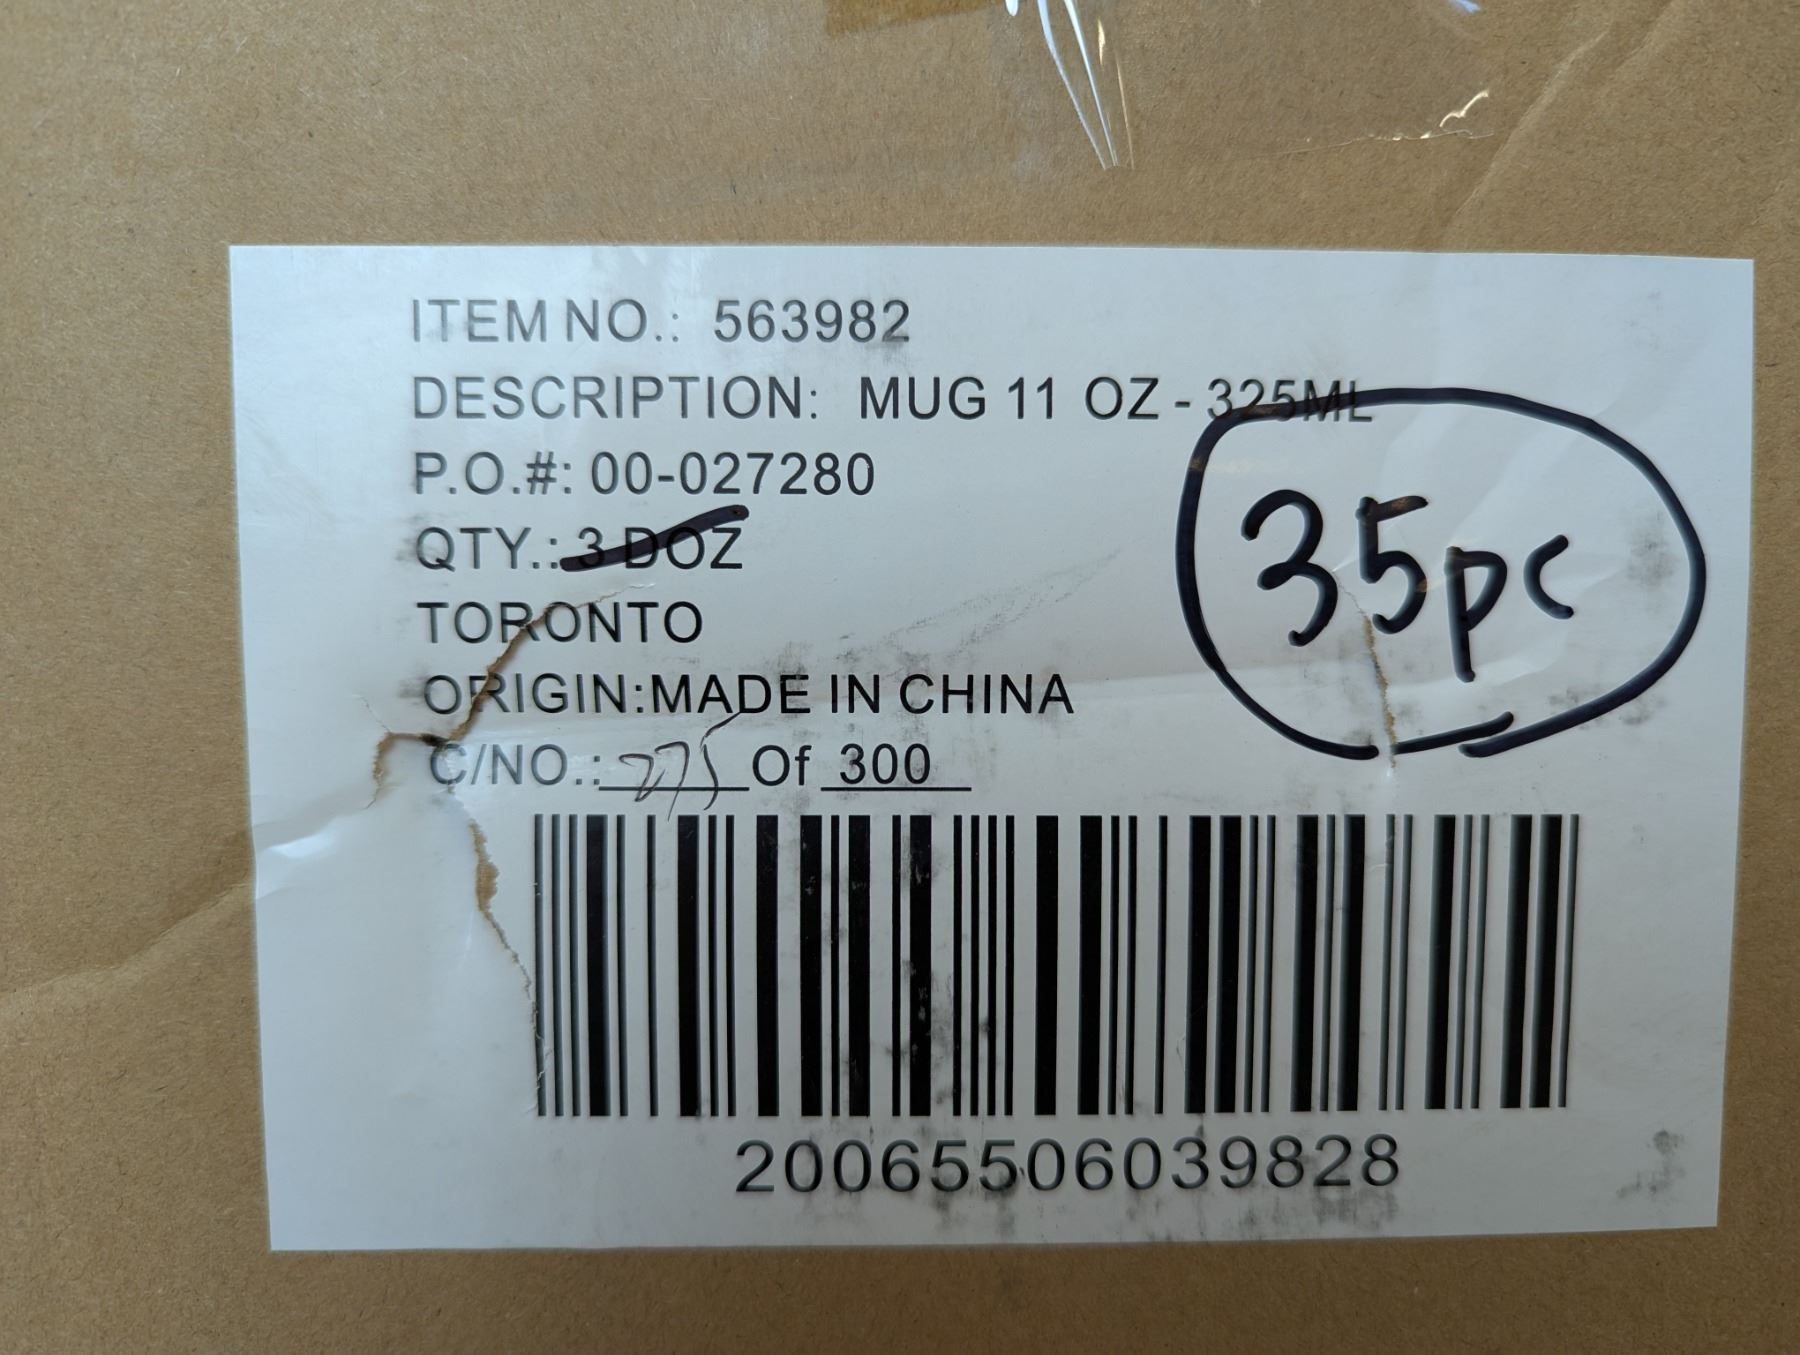 ITEM NO.: 563982
DESCRIPTION: MUG 11 OZ - 325ML
P.O.#: 00-027280
QTY.: 3 DOZ
35pc
TORONTO
ORIGIN:MADE IN CHINA
C/NO.: 275 Of 300
20065506039828